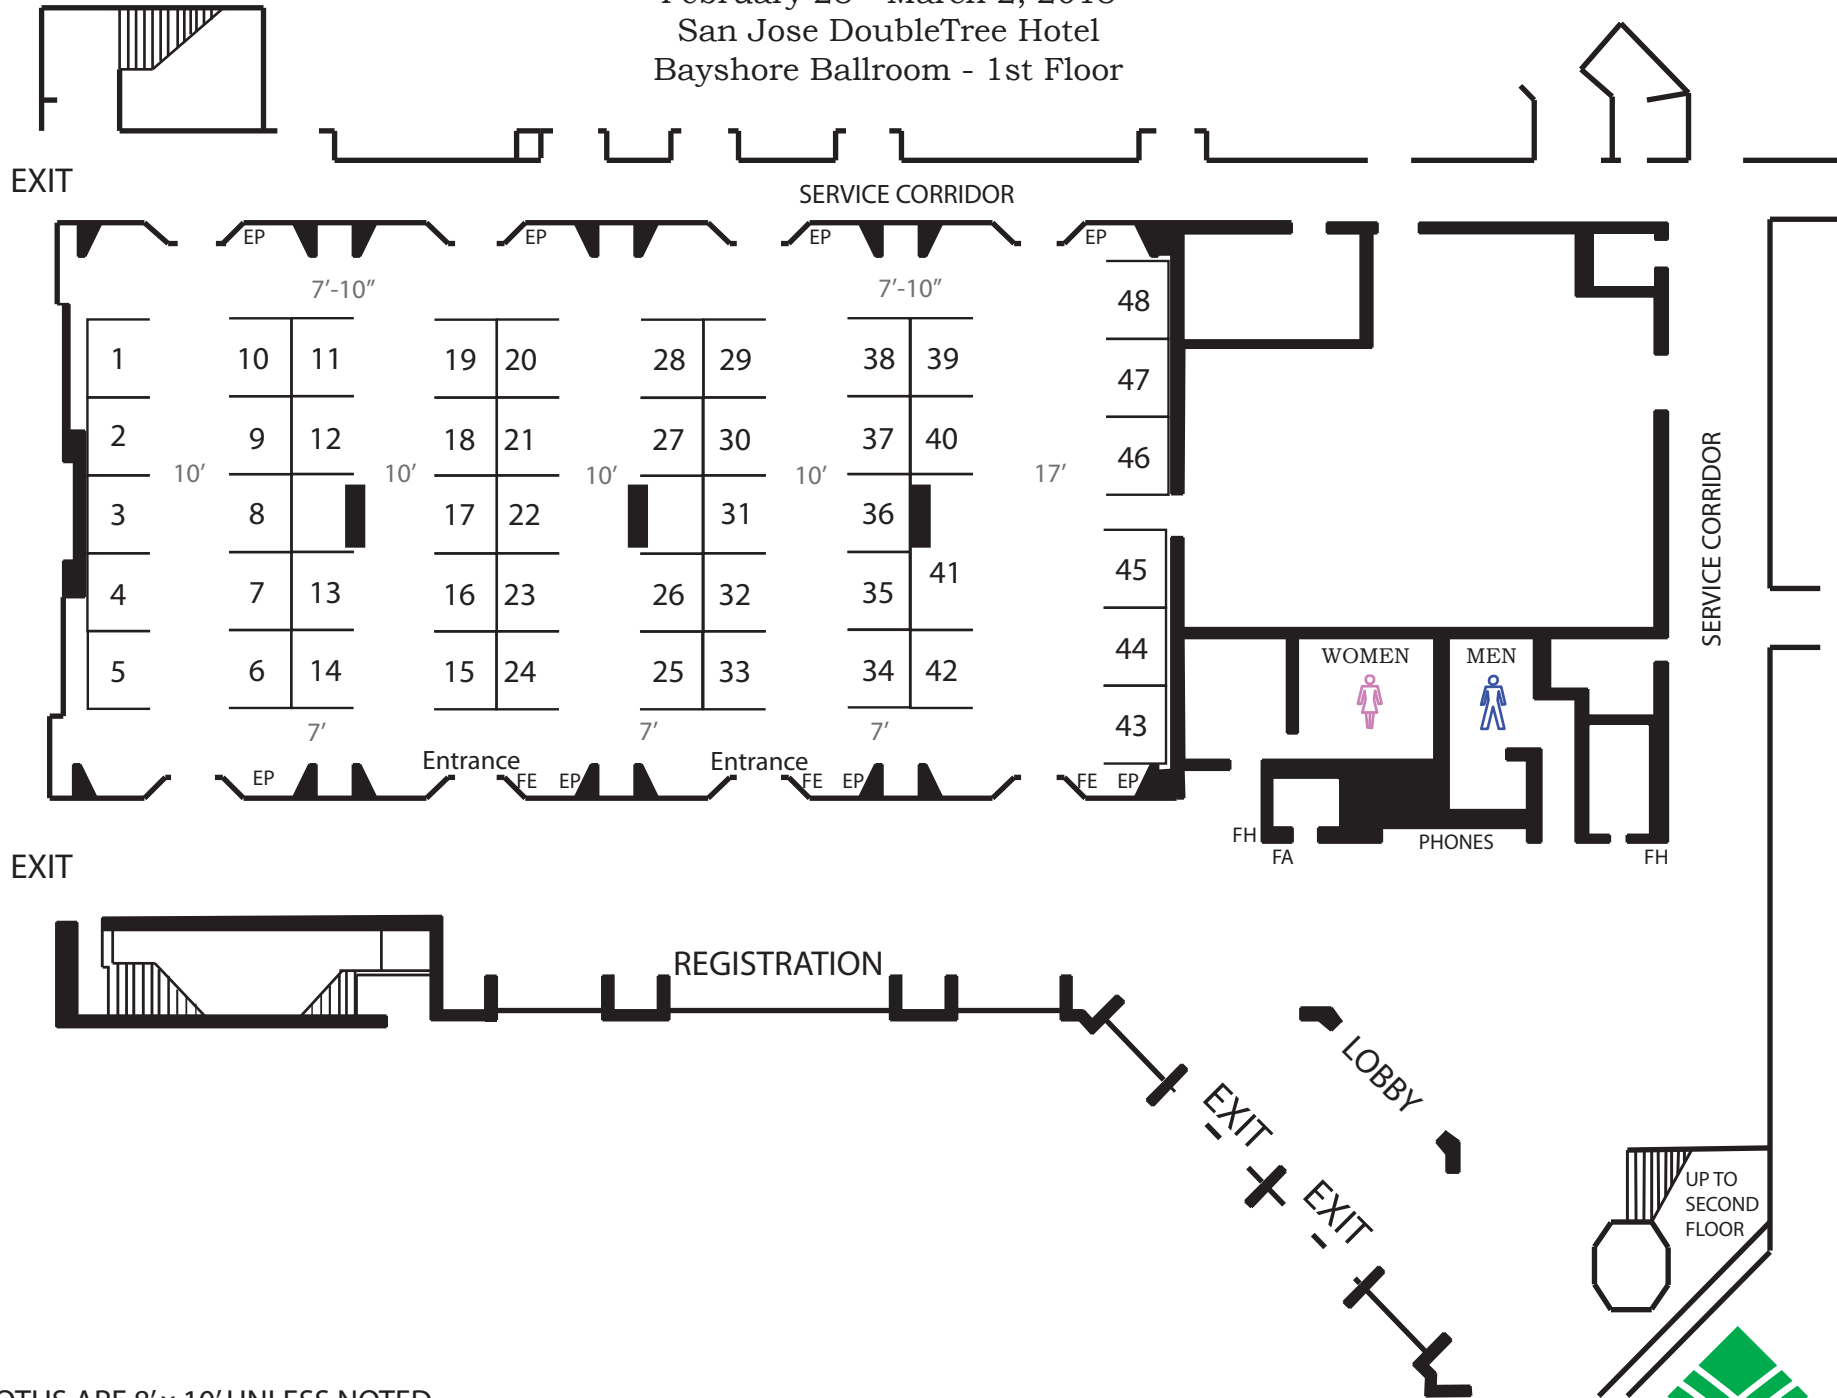 San Jose DoubleTree Hotel
Bayshore Ballroom - 1st Floor
EXIT
SERVICE CORRIDOR
EP EP EP EP
7′-10″ 7′-10″
48
1 10 11 19 20 28 29 38 39
47
2 9 12 18 21 27 30 37 40
46
10′ 10′ 10′ 10′ 17′
3 8 17 22 31 36
45
41
4 7 13 16 23 26 32 35
44
5 6 14 15 24 25 33 34 42
43
7′ 7′ 7′
Entrance Entrance
EP FE EP FE EP FE EP
SERVICE CORRIDOR
WOMEN MEN
FH
FA
PHONES
FH
EXIT
REGISTRATION
LOBBY
EXIT
EXIT
UP TO
SECOND
FLOOR
ARE 8′ x 10′ UNLESS NOTED